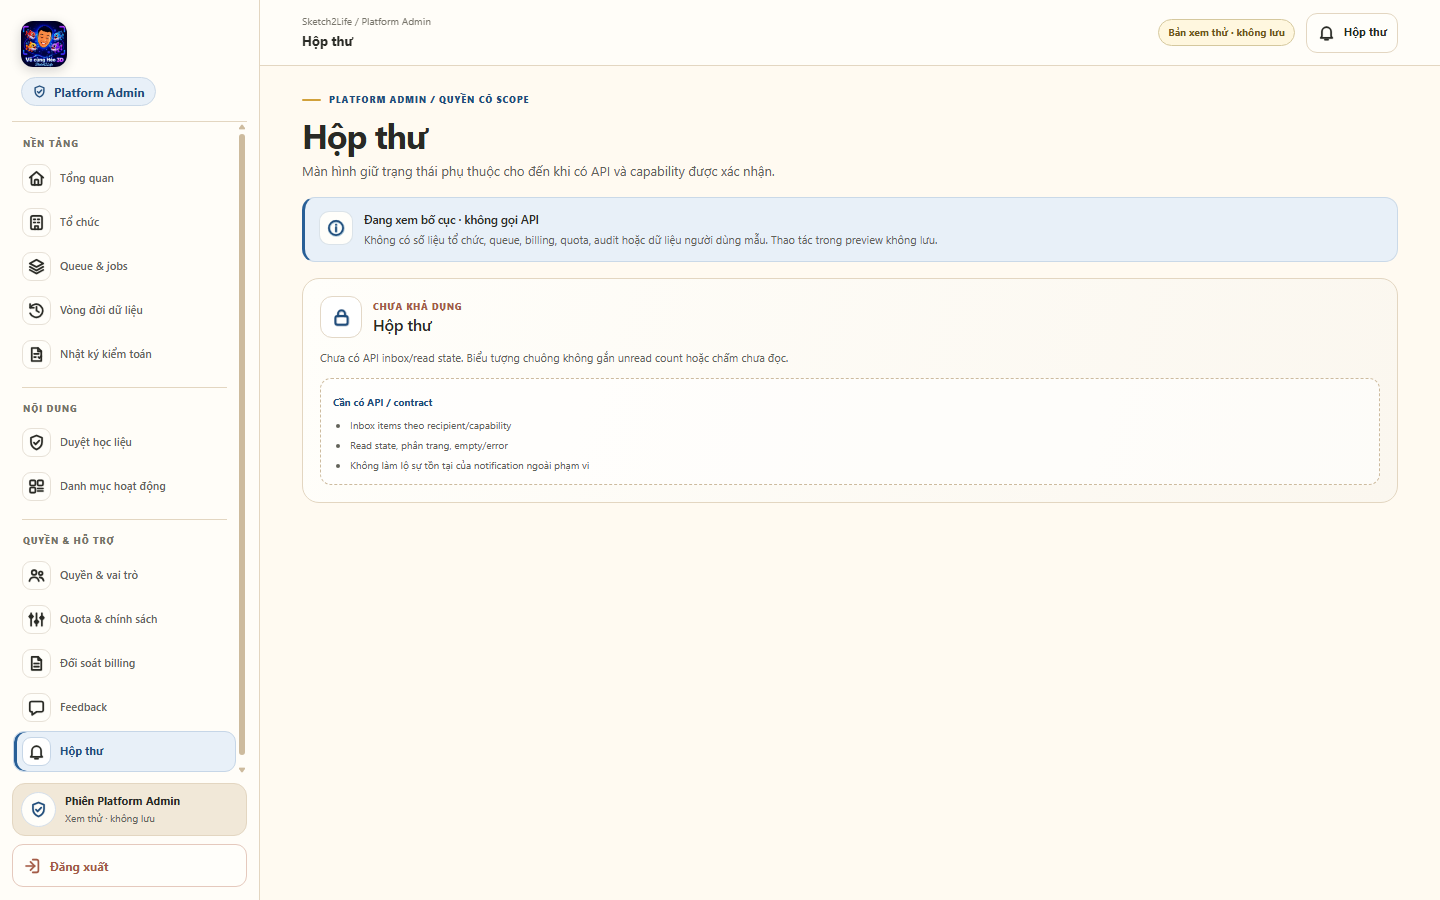 Vẽ cùng Héo 3D
Platform Admin
NỀN TẢNG
Tổng quan
Tổ chức
Queue & jobs
Vòng đời dữ liệu
Nhật ký kiểm toán
NỘI DUNG
Duyệt học liệu
Danh mục hoạt động
QUYỀN & HỖ TRỢ
Quyền & vai trò
Quota & chính sách
Đối soát billing
Feedback
Hộp thư
Phiên Platform Admin
Xem thử · không lưu
Đăng xuất
Sketch2Life / Platform Admin
Hộp thư
Bản xem thử · không lưu
Hộp thư
PLATFORM ADMIN / QUYỀN CÓ SCOPE
Hộp thư
Màn hình giữ trạng thái phụ thuộc cho đến khi có API và capability được xác nhận.
Đang xem bố cục · không gọi API
Không có số liệu tổ chức, queue, billing, quota, audit hoặc dữ liệu người dùng mẫu. Thao tác trong preview không lưu.
CHƯA KHẢ DỤNG
Hộp thư
Chưa có API inbox/read state. Biểu tượng chuông không gắn unread count hoặc chấm chưa đọc.
Cần có API / contract
Inbox items theo recipient/capability
Read state, phân trang, empty/error
Không làm lộ sự tồn tại của notification ngoài phạm vi